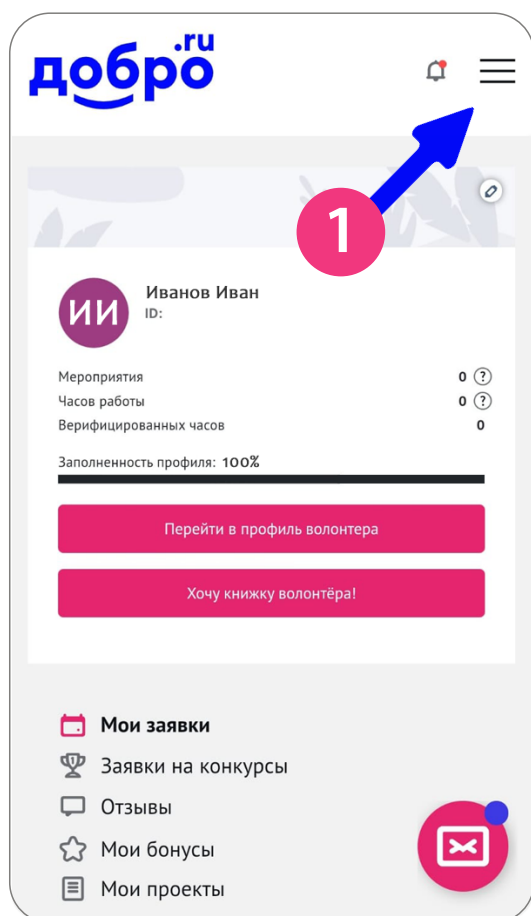 добро.ru
1
ИИ
Иванов Иван
ID:
Мероприятия 0 ?
Часов работы 0 ?
Верифицированных часов 0
Заполненность профиля: 100%
Перейти в профиль волонтера
Хочу книжку волонтёра!
Мои заявки
Заявки на конкурсы
Отзывы
Мои бонусы
Мои проекты